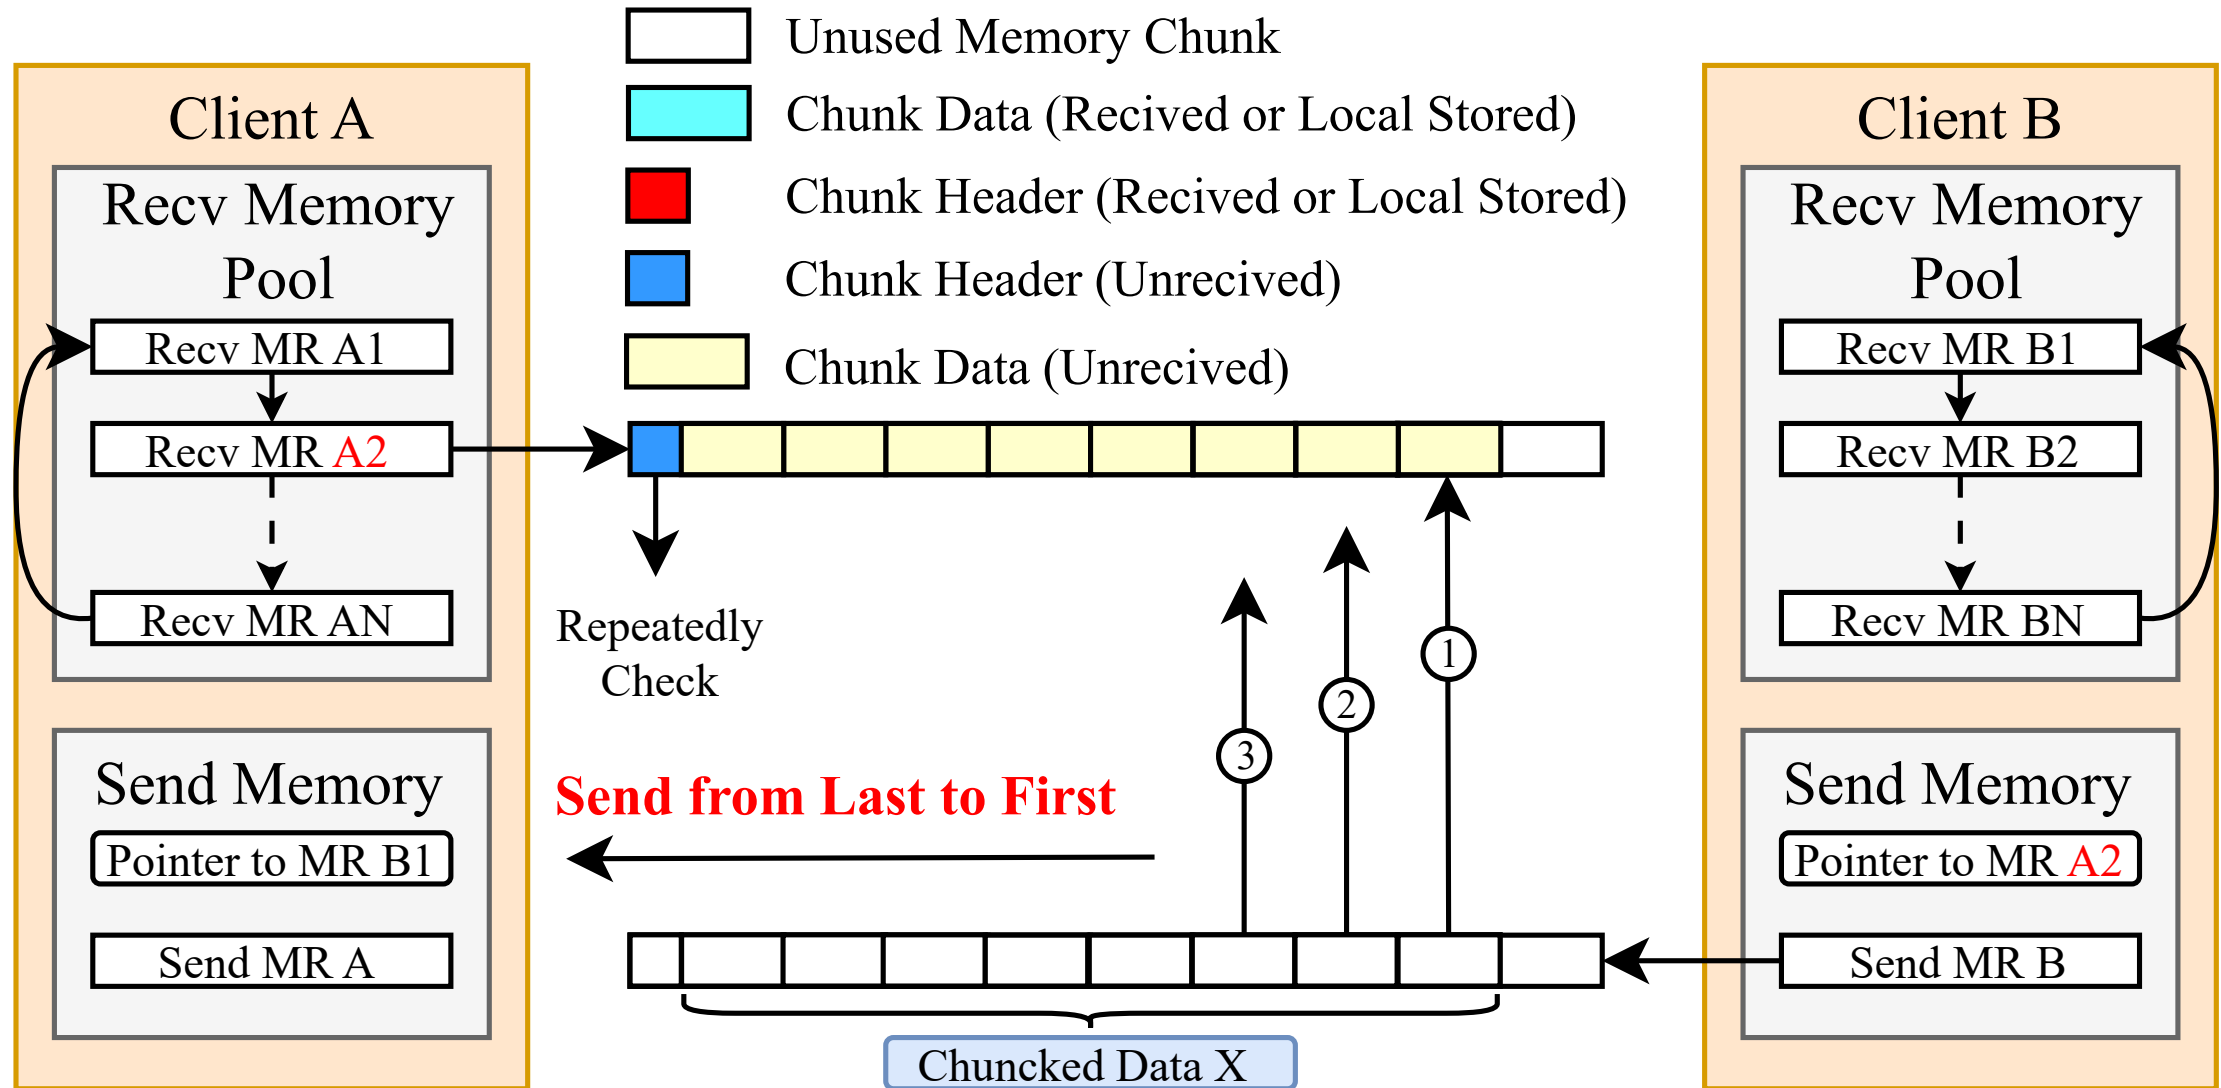 Unused Memory Chunk
Chunk Data (Recived or Local Stored)
Chunk Header (Recived or Local Stored)
Chunk Header (Unrecived)
Chunk Data (Unrecived)
Client A
Recv Memory
Pool
Recv MR A1
Recv MR A2
Recv MR AN
Send Memory
Pointer to MR B1
Send MR A
Repeatedly
Check
1
2
3
Send from Last to First
Chuncked Data X
Client B
Recv Memory
Pool
Recv MR B1
Recv MR B2
Recv MR BN
Send Memory
Pointer to MR A2
Send MR B